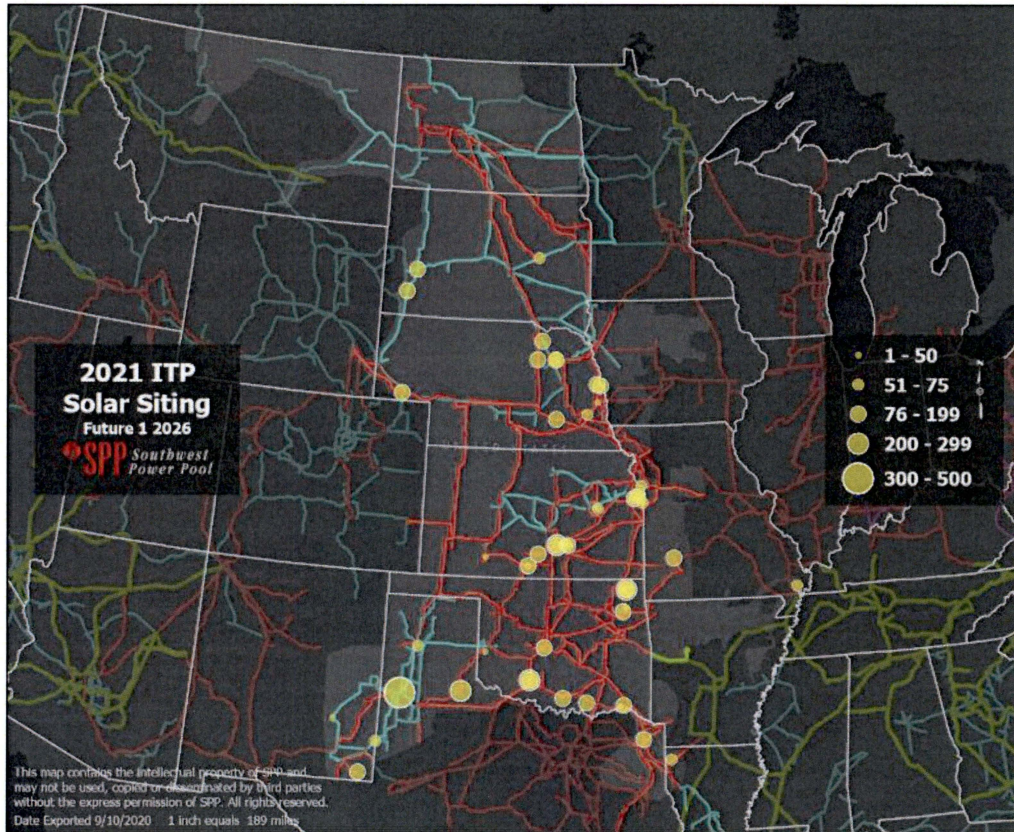 2021 ITP
Solar Siting
Future 1 2026
SPP Southwest
Power Pool
1 - 50
51 - 75
76 - 199
200 - 299
300 - 500
This map contains the intellectual property of SPP and
may not be used, copied or disseminated by third parties
without the express permission of SPP. All rights reserved.
Date Exported 9/10/2020 1 inch equals 189 miles